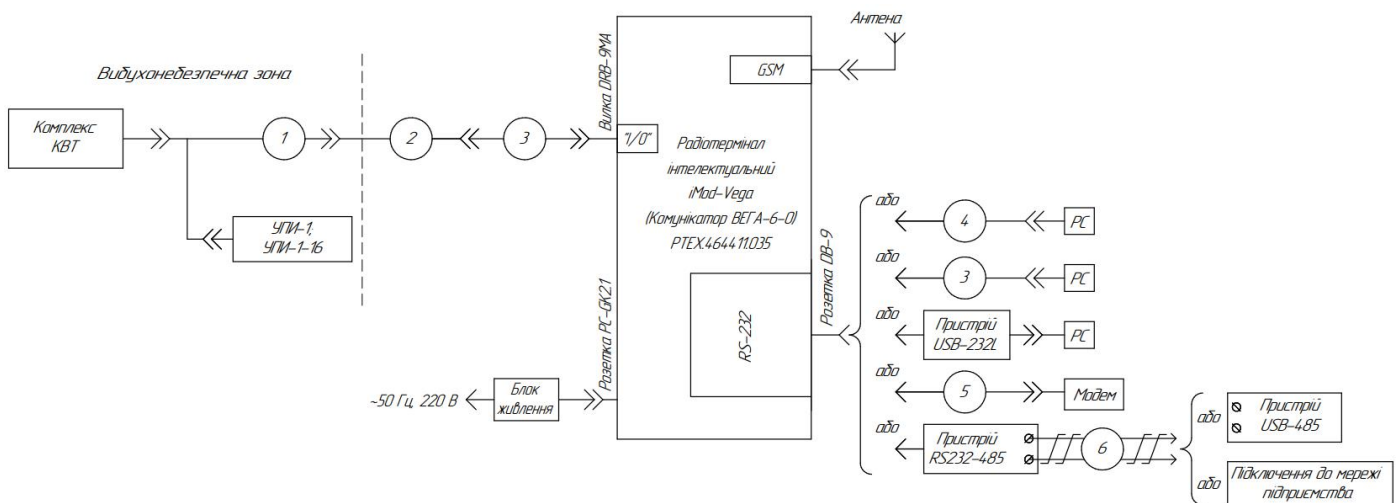 Антена
Вибухонебезпечна зона
Вилка DRB-9MA
GSM
Комплекс
КВТ
1
2
3
"I/O"
Радіотермінал
інтелектуальний
iMod-Vega
(Комунікатор ВЕГА-6-0)
РТЕХ.464411.035
УПИ-1,
УПИ-1-16
Розетка РС-GK21
RS-232
Розетка DB-9
~50 Гц, 220 В
Блок
живлення
або
4
PC
або
3
PC
або
Пристрій
USB-232L
PC
або
5
Модем
або
Пристрій
RS232-485
6
або
Пристрій
USB-485
або
Підключення до мережі
підприємства